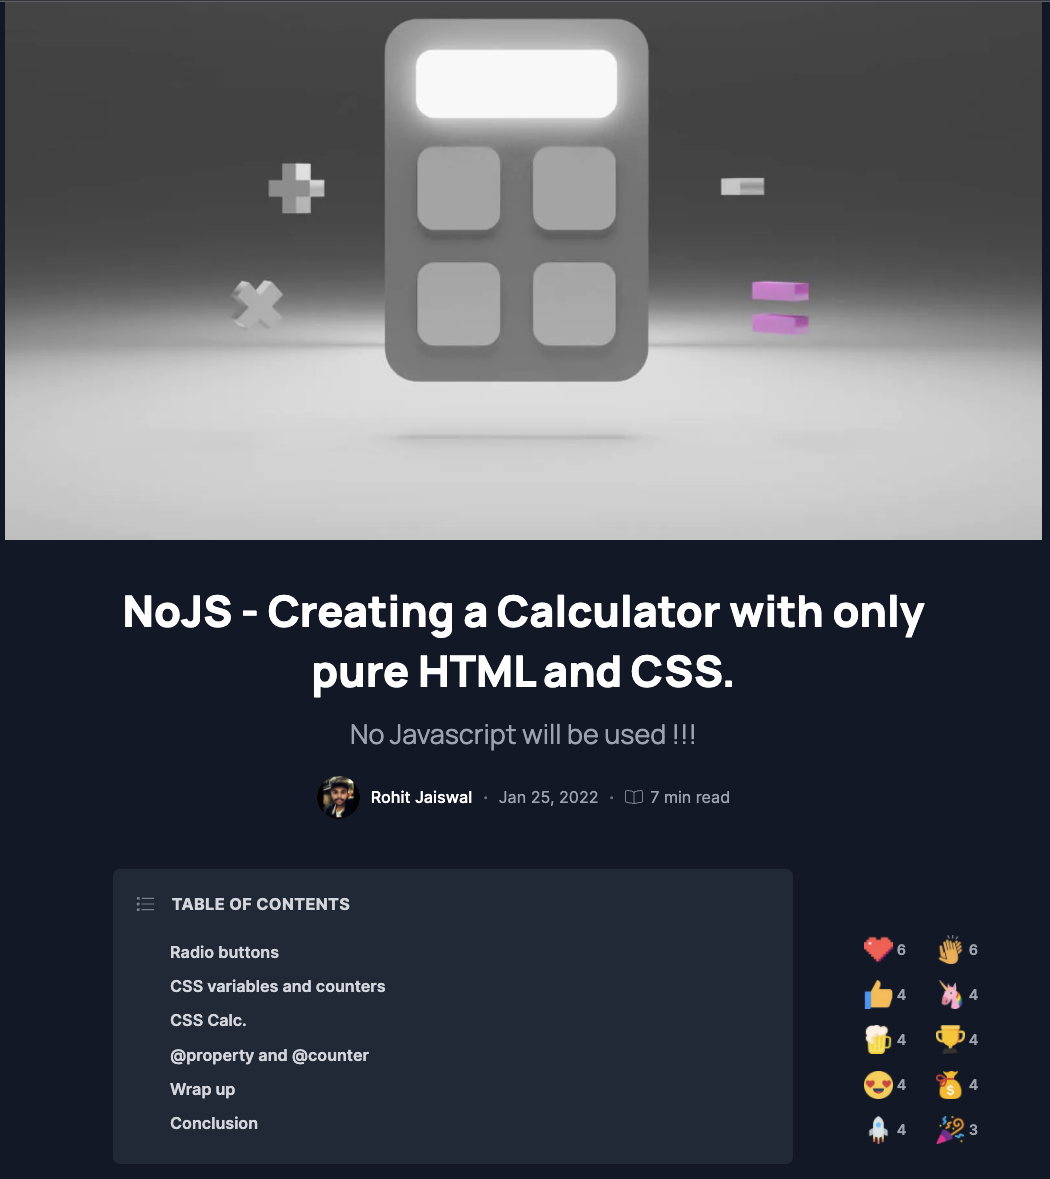 NoJS - Creating a Calculator with only
pure HTML and CSS.
No Javascript will be used !!!
Rohit Jaiswal · Jan 25, 2022 · 7 min read
TABLE OF CONTENTS
Radio buttons
CSS variables and counters
CSS Calc.
@property and @counter
Wrap up
Conclusion
6 6
4 4
4 4
4 4
4 3